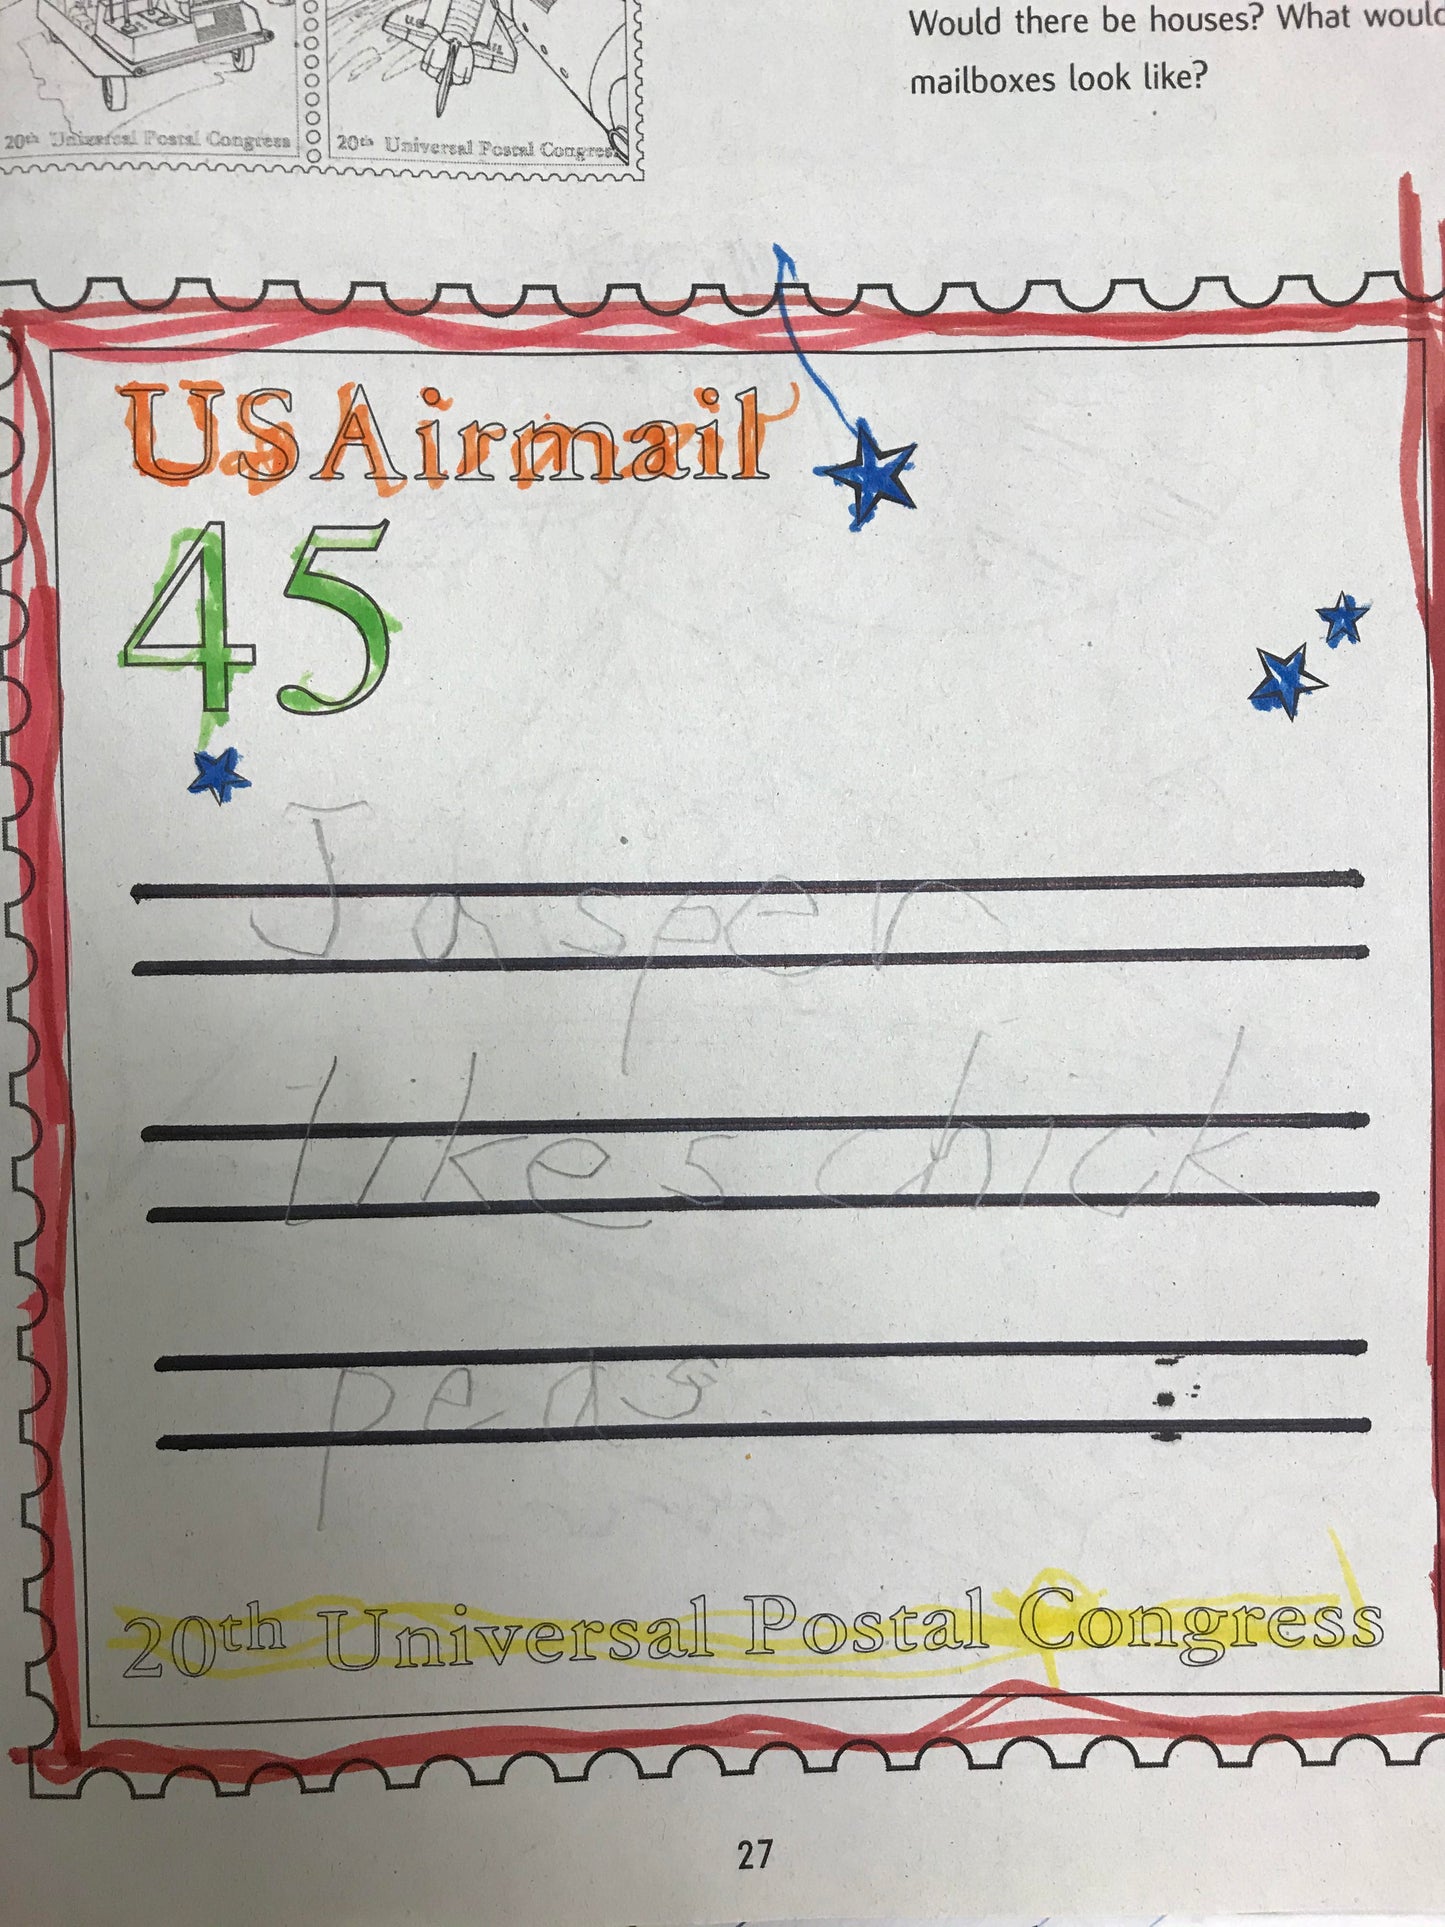 Would there be houses? What would
mailboxes look like?
20th Universal Postal Congress
20th Universal Postal Congress
US Airmail
45
Jasper
likes chick
peas
20th Universal Postal Congress
27